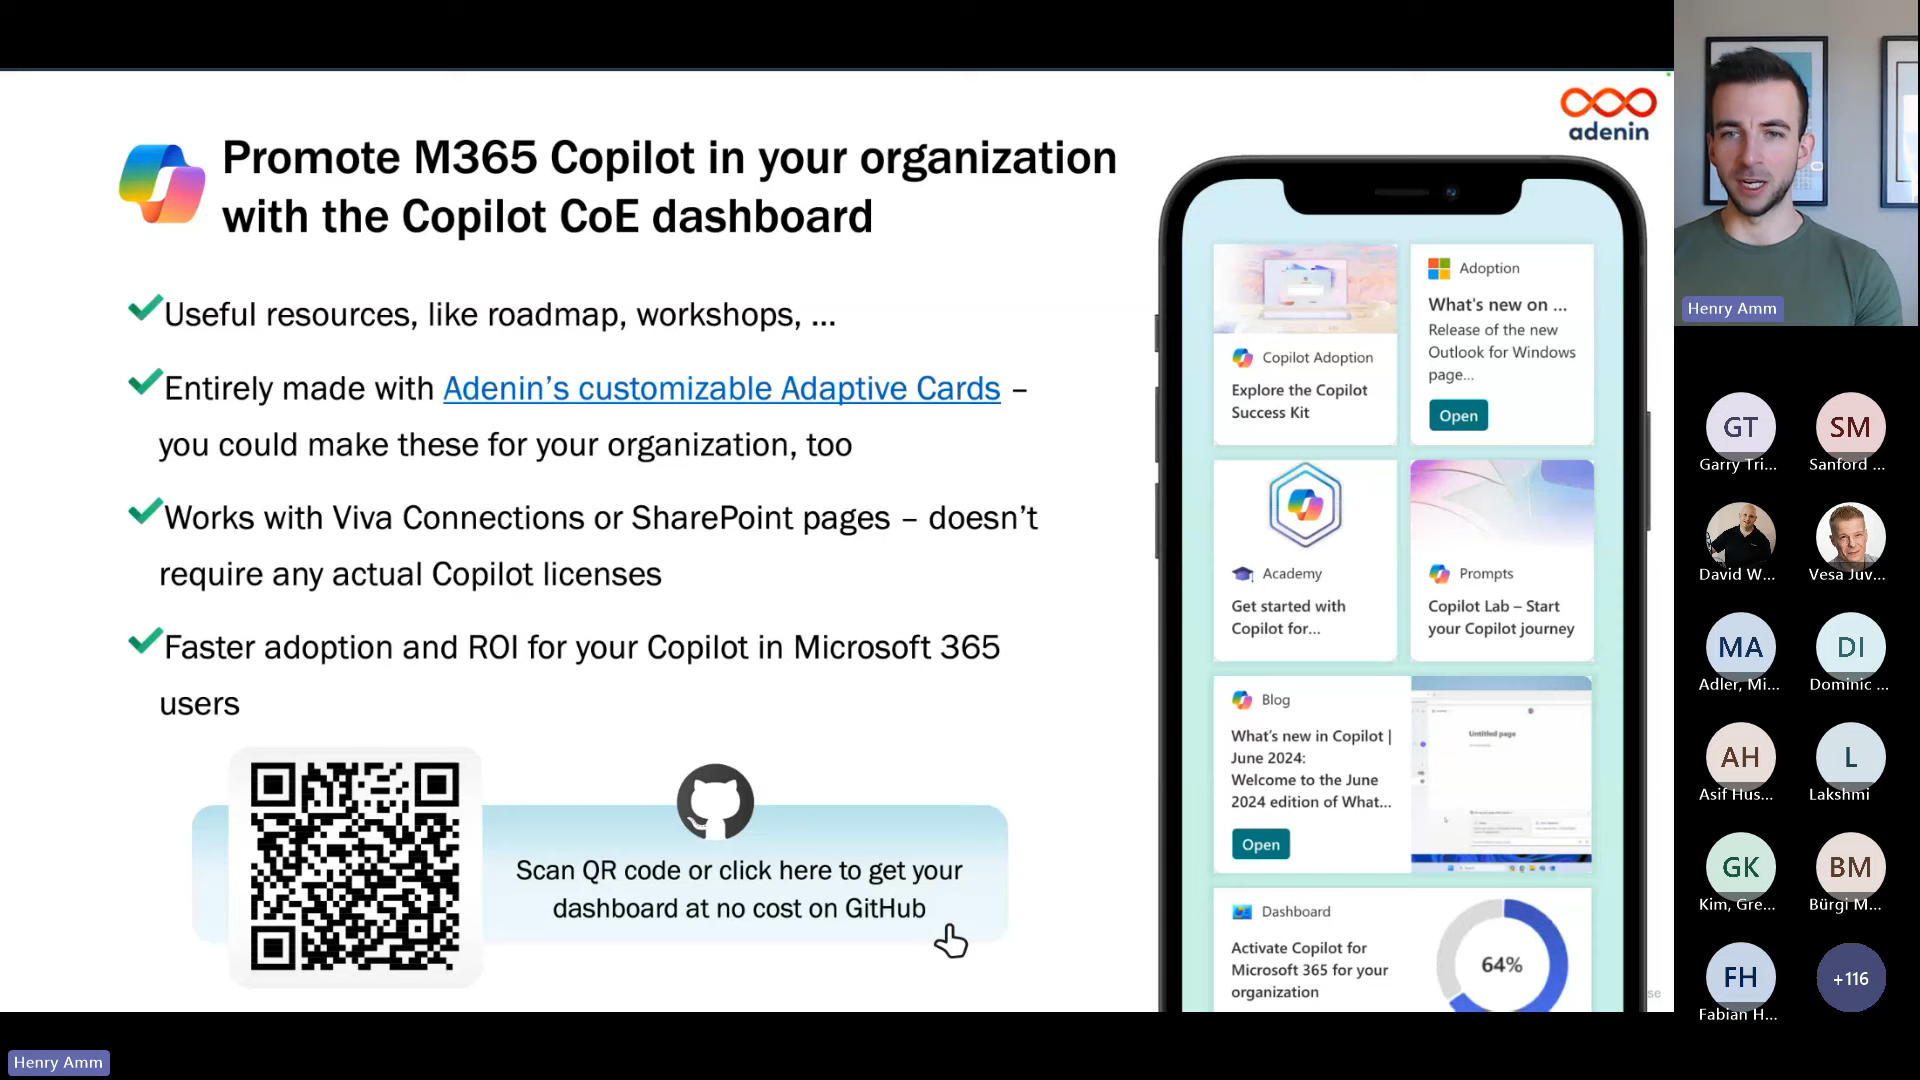 adenin
Promote M365 Copilot in your organization
with the Copilot CoE dashboard
Useful resources, like roadmap, workshops, ...
Entirely made with Adenin's customizable Adaptive Cards –
you could make these for your organization, too
Works with Viva Connections or SharePoint pages – doesn't
require any actual Copilot licenses
Faster adoption and ROI for your Copilot in Microsoft 365
users
Scan QR code or click here to get your
dashboard at no cost on GitHub
Copilot Adoption
Explore the Copilot
Success Kit
Adoption
What's new on ...
Release of the new
Outlook for Windows
page...
Open
Academy
Get started with
Copilot for...
Prompts
Copilot Lab – Start
your Copilot journey
Blog
What's new in Copilot |
June 2024:
Welcome to the June
2024 edition of What...
Open
Untitled page
Dashboard
Activate Copilot for
Microsoft 365 for your
organization
64%
se
Henry Amm
GT
Garry Tri...
SM
Sanford ...
David W...
Vesa Juv...
MA
Adler, Mi...
DI
Dominic ...
AH
Asif Hus...
L
Lakshmi
GK
Kim, Gre...
BM
Bürgi M...
FH
Fabian H...
+116
Henry Amm